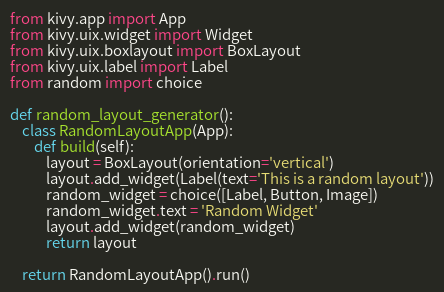 from kivy.app import App
from kivy.uix.widget import Widget
from kivy.uix.boxlayout import BoxLayout
from kivy.uix.label import Label
from random import choice

def random_layout_generator():
    class RandomLayoutApp(App):
        def build(self):
            layout = BoxLayout(orientation='vertical')
            layout.add_widget(Label(text='This is a random layout'))
            random_widget = choice([Label, Button, Image])
            random_widget.text = 'Random Widget'
            layout.add_widget(random_widget)
            return layout

    return RandomLayoutApp().run()